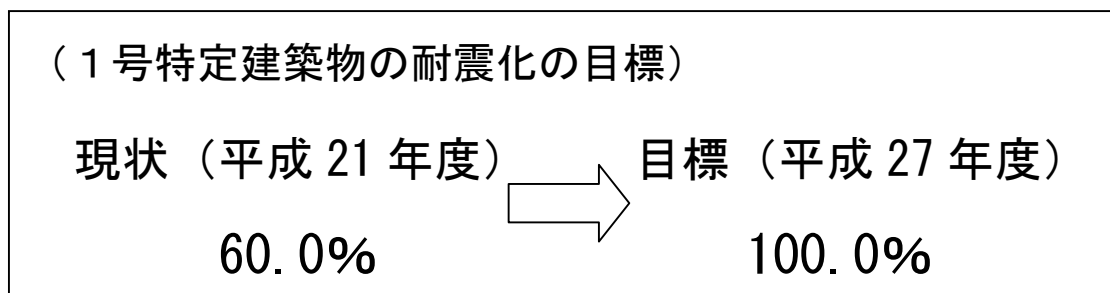 (１号特定建築物の耐震化の目標)
現状（平成 21 年度） 目標（平成 27 年度）
60.0% 100.0%